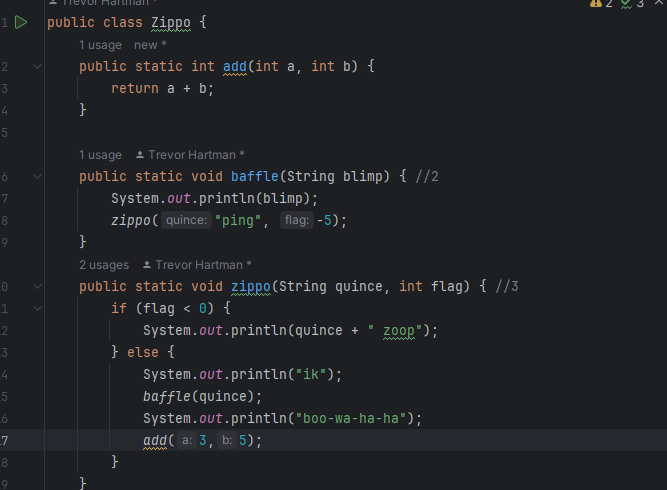 Trevor Hartman *
2 3
1 public class Zippo {
1 usage new *
2 public static int add(int a, int b) {
3 return a + b;
4 }
5
1 usage Trevor Hartman *
6 public static void baffle(String blimp) { //2
7 System.out.println(blimp);
8 zippo( quince: "ping", flag: -5);
9 }
2 usages Trevor Hartman *
0 public static void zippo(String quince, int flag) { //3
1 if (flag < 0) {
2 System.out.println(quince + " zoop");
3 } else {
4 System.out.println("ik");
5 baffle(quince);
6 System.out.println("boo-wa-ha-ha");
7 add( a: 3, b: 5);
8 }
9 }